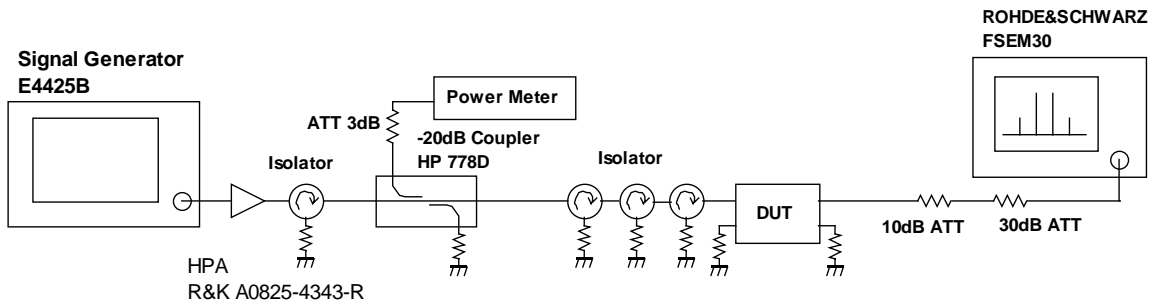 ROHDE&SCHWARZ
FSEM30
Signal Generator
E4425B
Power Meter
ATT 3dB
-20dB Coupler
HP 778D
Isolator
Isolator
DUT
10dB ATT
30dB ATT
HPA
R&K A0825-4343-R